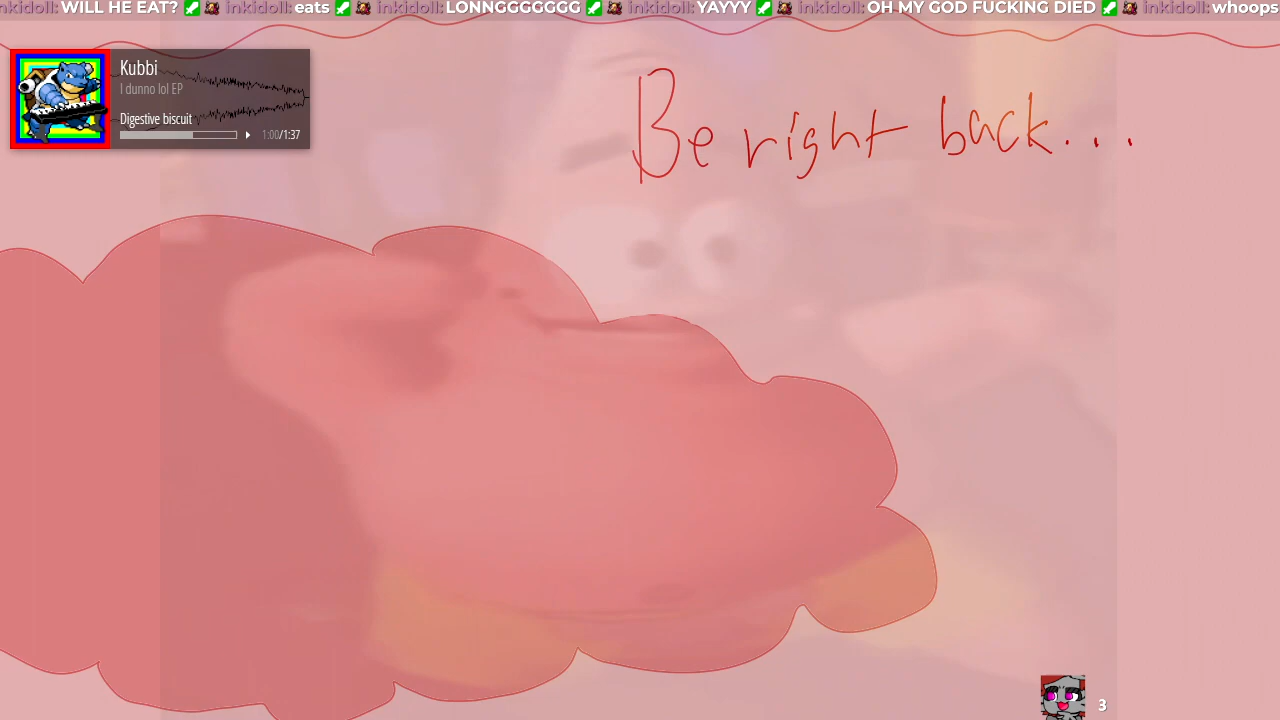 inkidoll: WILL HE EAT? inkidoll: eats inkidoll: LONNGGGGGGG inkidoll: YAYYY inkidoll: OH MY GOD FUCKING DIED inkidoll: whoops
Kubbi
I dunno lol EP
Digestive biscuit
1:00/1:37
Be right back...
3